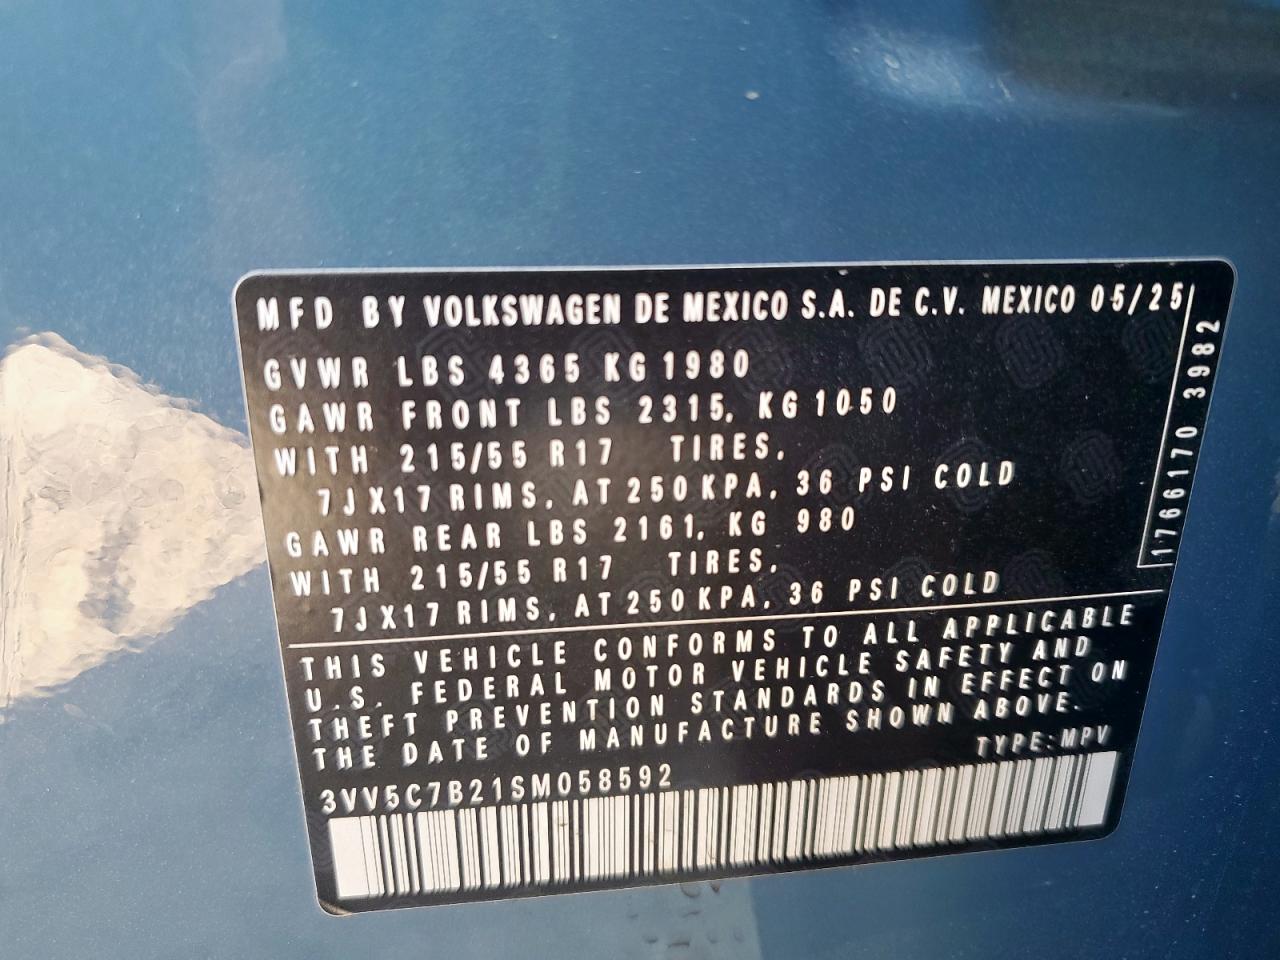 MFD BY VOLKSWAGEN DE MEXICO S.A. DE C.V. MEXICO 05/25
GVWR LBS 4365 KG 1980
GAWR FRONT LBS 2315, KG 1050
WITH 215/55 R17 TIRES,
7JX17 RIMS, AT 250 KPA, 36 PSI COLD
GAWR REAR LBS 2161, KG 980
WITH 215/55 R17 TIRES,
7JX17 RIMS, AT 250 KPA, 36 PSI COLD
THIS VEHICLE CONFORMS TO ALL APPLICABLE
U.S. FEDERAL MOTOR VEHICLE SAFETY AND
THEFT PREVENTION STANDARDS IN EFFECT ON
THE DATE OF MANUFACTURE SHOWN ABOVE.
TYPE:MPV
3VV5C7B21SM058592
1766170 3982